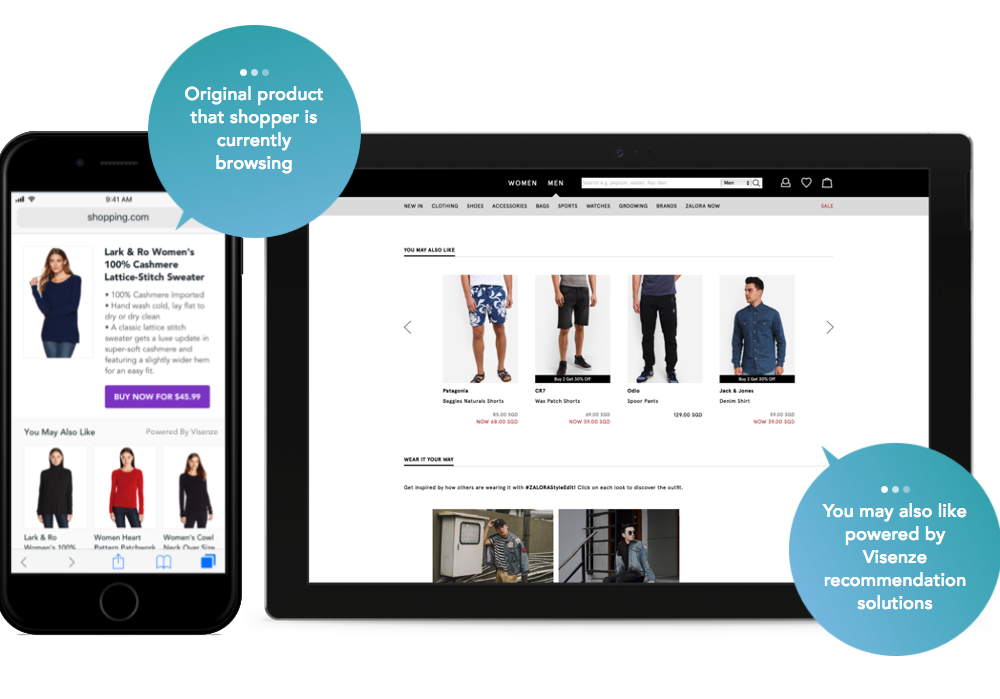 Original product
that shopper is
currently
browsing
9:41 AM
shopping.com
Lark & Ro Women's
100% Cashmere
Lattice-Stitch Sweater
• 100% Cashmere Imported
• Hand wash cold, lay flat to
dry or dry clean
• A classic lattice stitch
sweater gets a luxe update in
super-soft cashmere and
featuring a slightly wider hem
for an easy fit.
BUY NOW FOR $45.99
You May Also Like Powered By Visenze
Lark & Ro
Women's 100%
Women Heart
Pattern Patchwork
Women's Cowl
Neck Over Size
WOMEN MEN
Search e.g. peplum, wallet, Men
NEW IN CLOTHING SHOES ACCESSORIES BAGS SPORTS WATCHES GROOMING BRANDS ZALORA NOW SALE
YOU MAY ALSO LIKE
Buy 2 Get 30% Off
Buy 2 Get 30% Off
Patagonia
Baggies Naturals Shorts
85.00 SGD
NOW 68.00 SGD
CR7
Wax Patch Shorts
69.00 SGD
NOW 39.00 SGD
Odlo
Spoor Pants
129.00 SGD
Jack & Jones
Denim Shirt
59.00 SGD
NOW 39.00 SGD
WEAR IT YOUR WAY
Get inspired by how others are wearing it with #ZALORAStyleEdit! Click on each look to discover the outfit.
You may also like
powered by
Visenze
recommendation
solutions